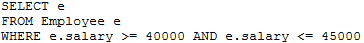 SELECT e
FROM Employee e
WHERE e.salary >= 40000 AND e.salary <= 45000